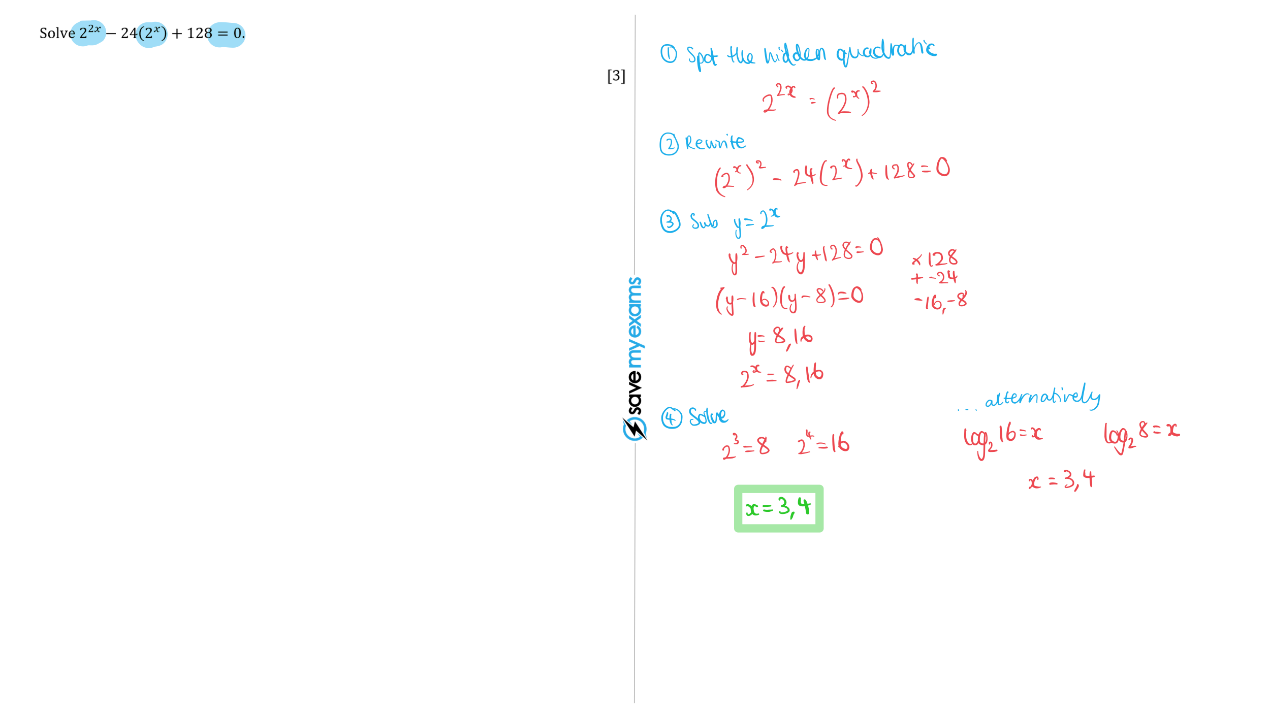 Solve 2^{2x} − 24(2^x) + 128 = 0.
[3]
save my exams
① Spot the hidden quadratic
2^{2x} = (2^x)^2
② Rewrite
(2^x)^2 - 24(2^x) + 128 = 0
③ Sub y = 2^x
y^2 - 24y + 128 = 0
× 128
+ -24
-16, -8
(y-16)(y-8) = 0
y = 8, 16
2^x = 8, 16
④ Solve
2^3 = 8 2^4 = 16
x = 3, 4
... alternatively
log_2 16 = x log_2 8 = x
x = 3, 4